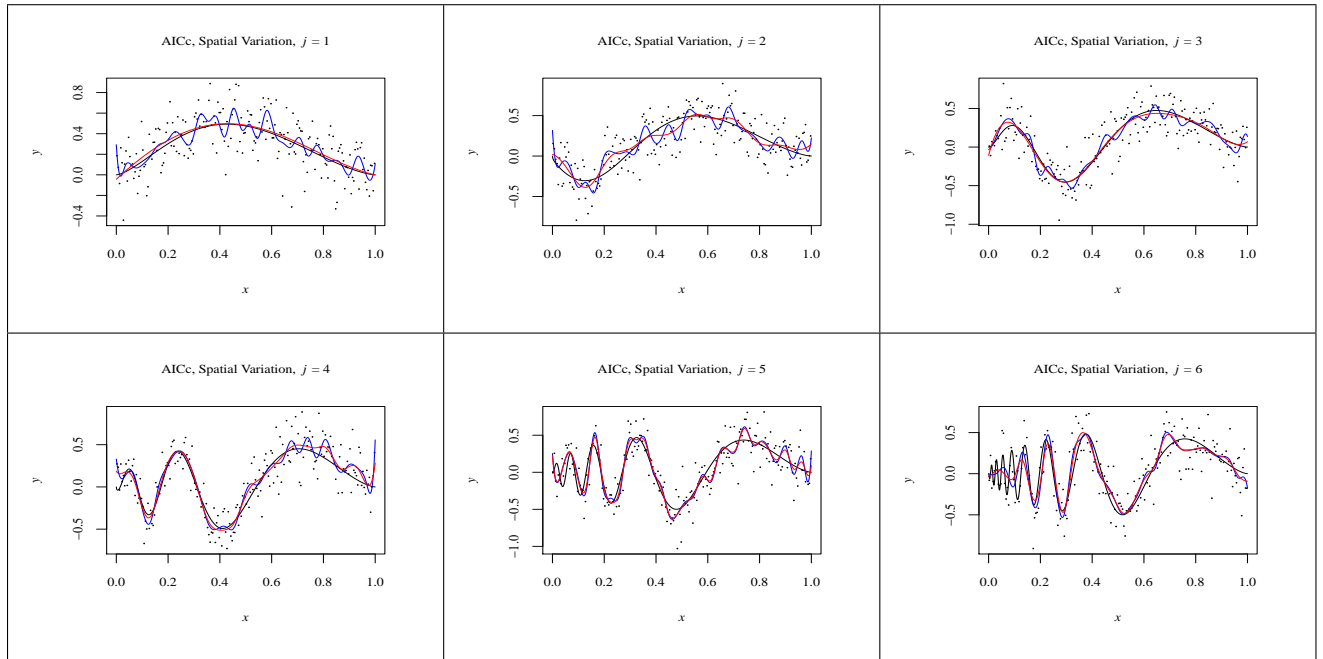 AICc, Spatial Variation, j = 1
AICc, Spatial Variation, j = 2
AICc, Spatial Variation, j = 3
y
0.8
0.4
0.0
−0.4
0.0 0.2 0.4 0.6 0.8 1.0
x
y
0.5
0.0
−0.5
0.0 0.2 0.4 0.6 0.8 1.0
x
y
0.5
0.0
−0.5
−1.0
0.0 0.2 0.4 0.6 0.8 1.0
x
AICc, Spatial Variation, j = 4
AICc, Spatial Variation, j = 5
AICc, Spatial Variation, j = 6
y
0.5
0.0
−0.5
0.0 0.2 0.4 0.6 0.8 1.0
x
y
0.5
0.0
−0.5
−1.0
0.0 0.2 0.4 0.6 0.8 1.0
x
y
0.5
0.0
−0.5
0.0 0.2 0.4 0.6 0.8 1.0
x